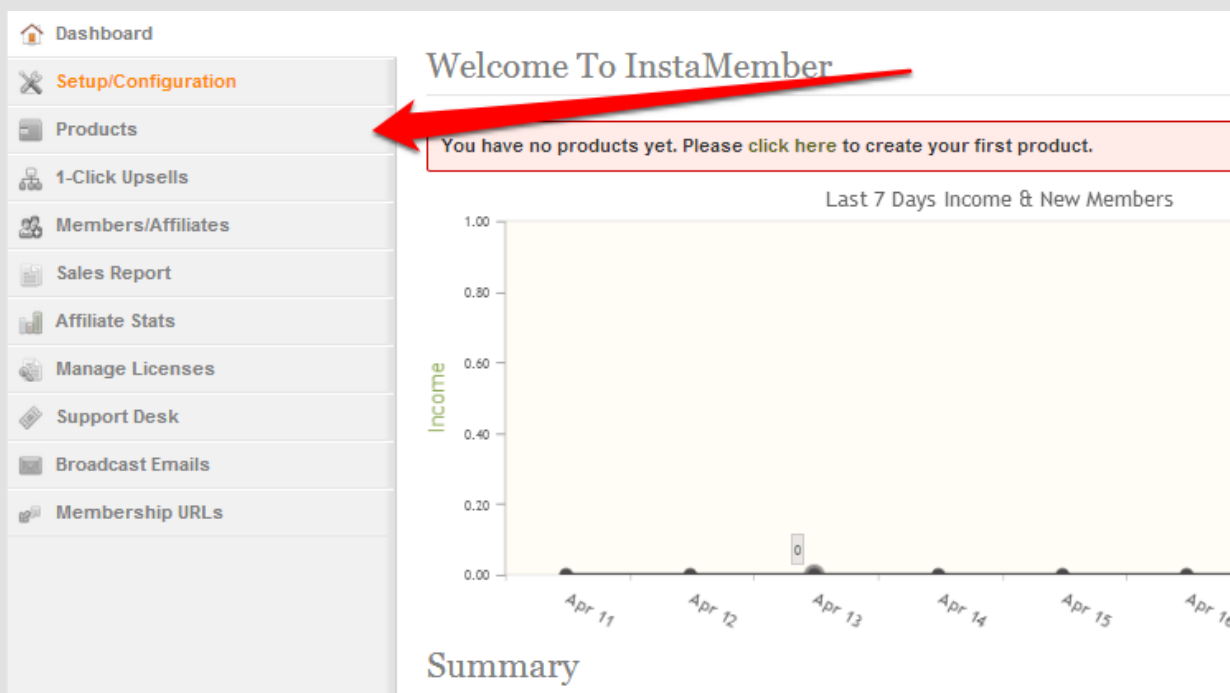 Dashboard
Setup/Configuration
Products
1-Click Upsells
Members/Affiliates
Sales Report
Affiliate Stats
Manage Licenses
Support Desk
Broadcast Emails
Membership URLs
Welcome To InstaMember
You have no products yet. Please click here to create your first product.
Last 7 Days Income & New Members
Income
1.00
0.80
0.60
0.40
0.20
0.00
0
Apr 11
Apr 12
Apr 13
Apr 14
Apr 15
Apr 16
Summary